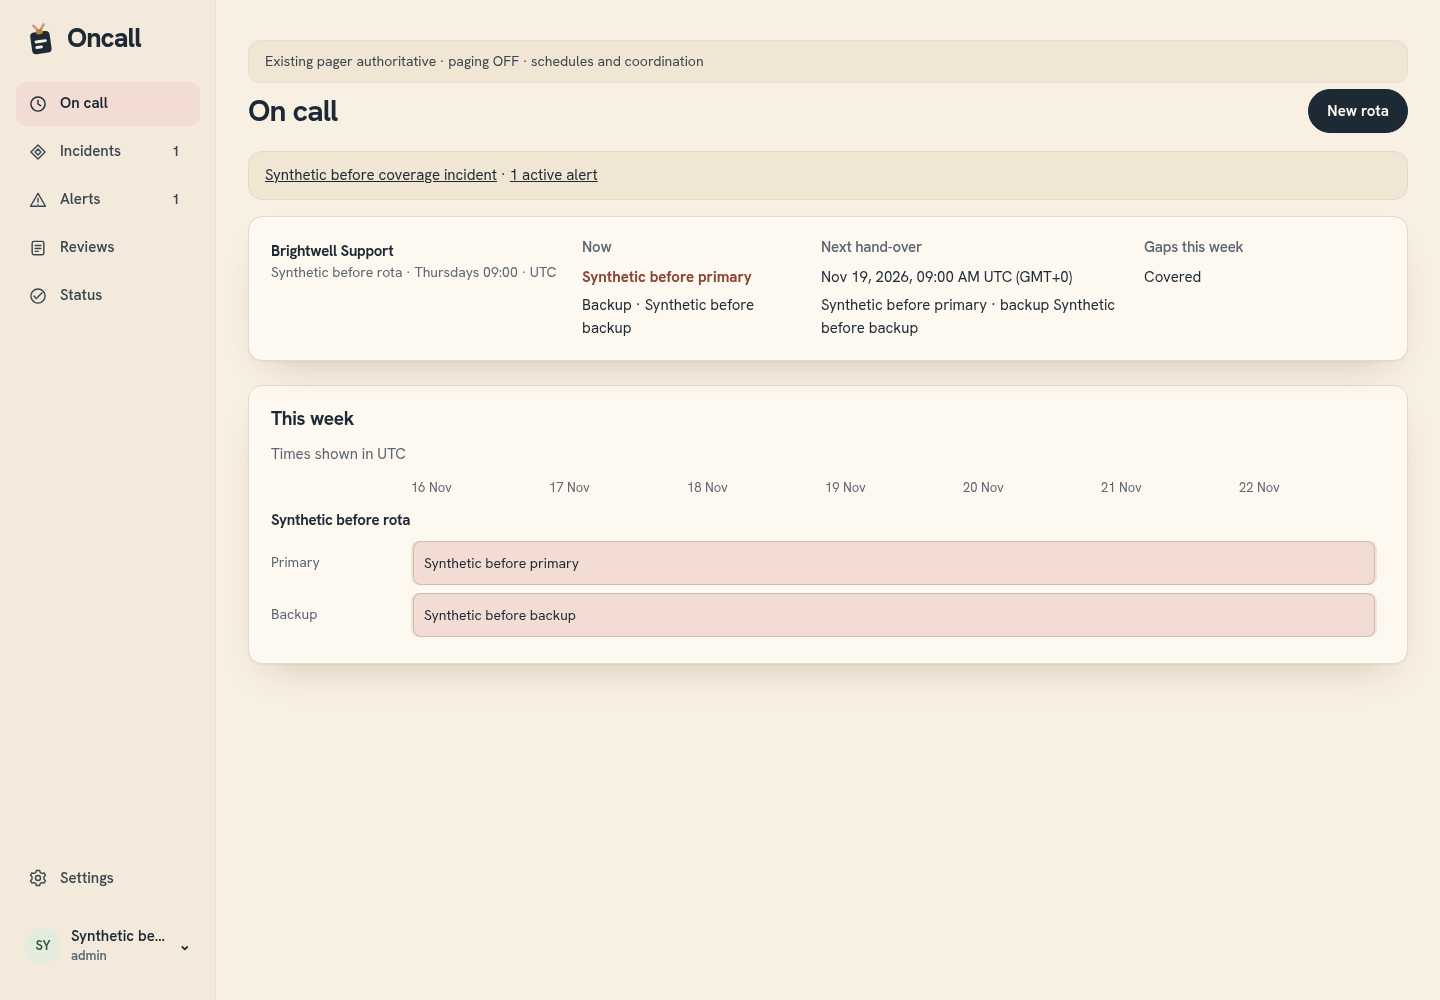 Oncall
On call
Incidents 1
Alerts 1
Reviews
Status
Settings
SY
Synthetic be...
admin
Existing pager authoritative · paging OFF · schedules and coordination
On call
New rota
Synthetic before coverage incident · 1 active alert
Brightwell Support
Synthetic before rota · Thursdays 09:00 · UTC
Now
Synthetic before primary
Backup · Synthetic before
backup
Next hand-over
Nov 19, 2026, 09:00 AM UTC (GMT+0)
Synthetic before primary · backup Synthetic
before backup
Gaps this week
Covered
This week
Times shown in UTC
16 Nov 17 Nov 18 Nov 19 Nov 20 Nov 21 Nov 22 Nov
Synthetic before rota
Primary Synthetic before primary
Backup Synthetic before backup